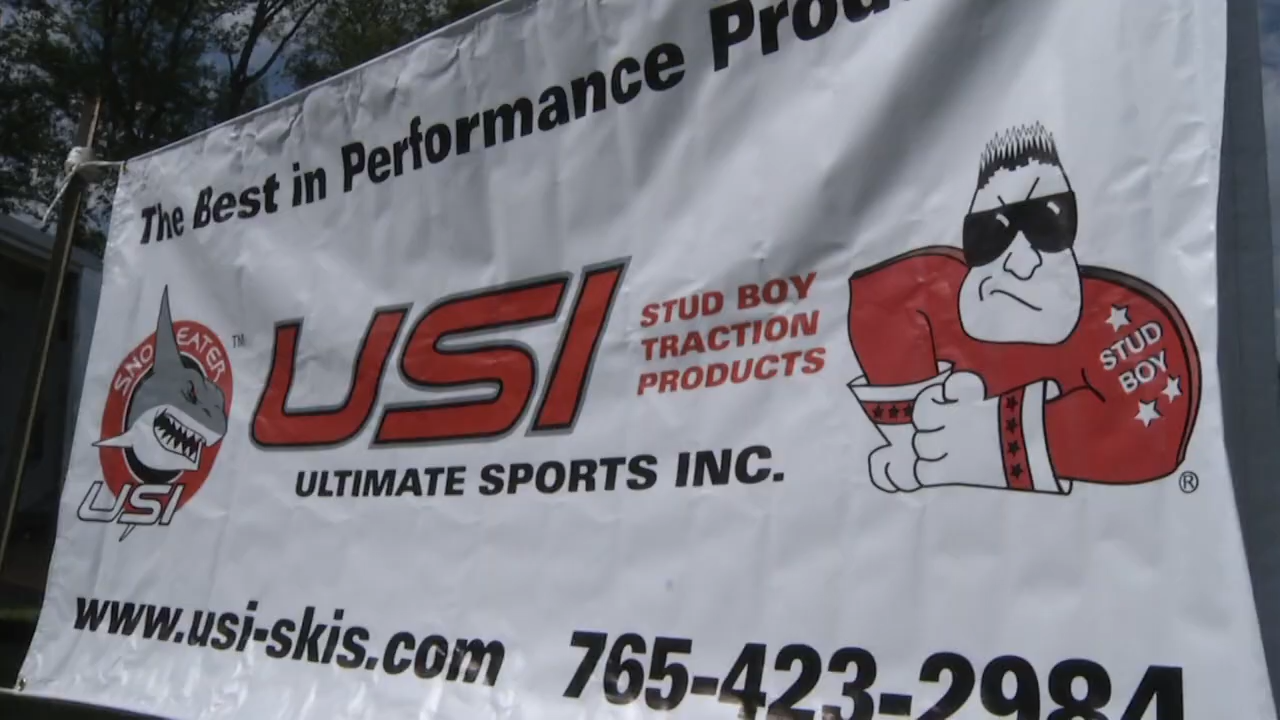 The Best in Performance
SNO EATER TM
USI
USI
ULTIMATE SPORTS INC.
STUD BOY
TRACTION
PRODUCTS
STUD
BOY
®
www.usi-skis.com 765-423-2984